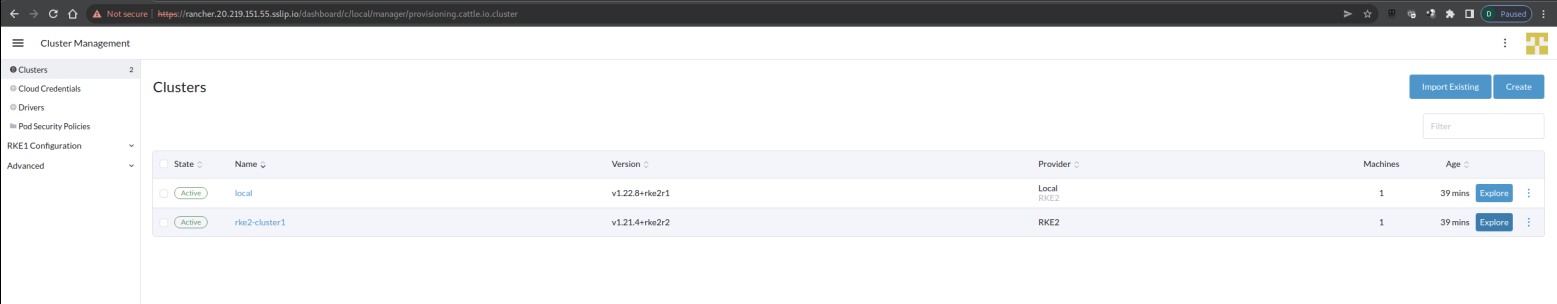 Not secure | https://rancher.20.219.151.55.sslip.io/dashboard/c/local/manager/provisioning.cattle.io.cluster
D Paused
Cluster Management
Clusters 2
Cloud Credentials
Drivers
Pod Security Policies
RKE1 Configuration
Advanced
Clusters
Import Existing Create
Filter
State Name Version Provider Machines Age
Active local v1.22.8+rke2r1 Local 1 39 mins Explore
RKE2
Active rke2-cluster1 v1.21.4+rke2r2 RKE2 1 39 mins Explore